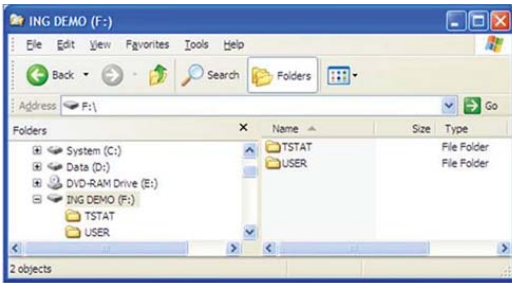 ING DEMO (F:)
File Edit View Favorites Tools Help
Back Search Folders
Address F:\ Go
Folders X Name Size Type
System (C:) TSTAT File Folder
Data (D:) USER File Folder
DVD-RAM Drive (E:)
ING DEMO (F:)
TSTAT
USER
2 objects